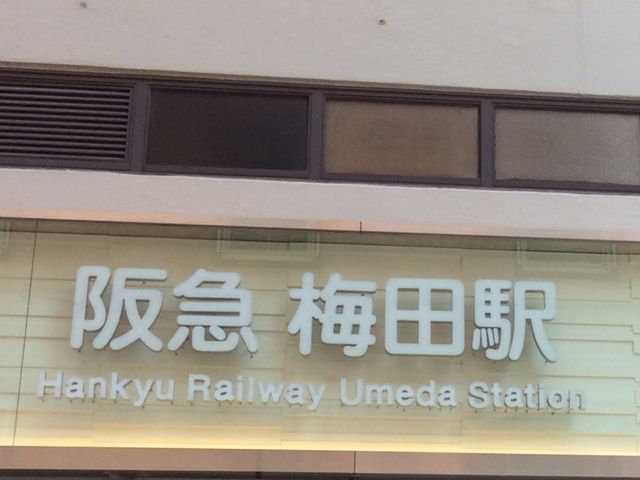 阪急 梅田駅
Hankyu Railway Umeda Station